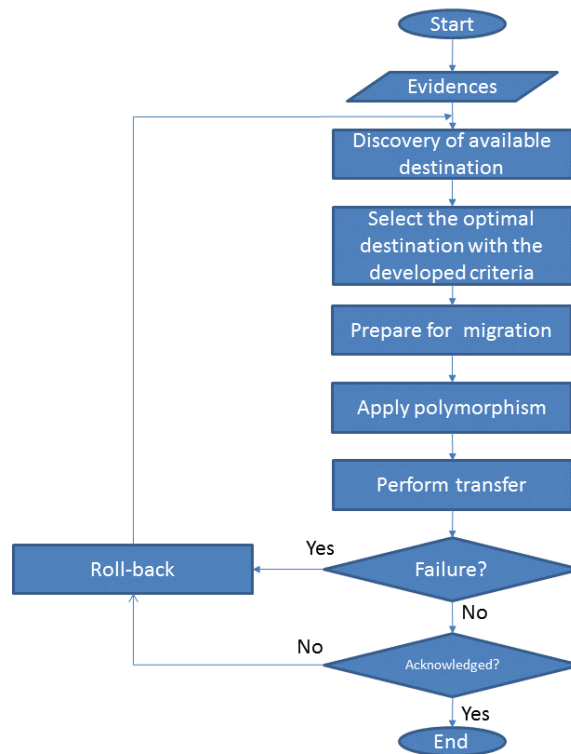 Start
Evidences
Discovery of available
destination
Select the optimal
destination with the
developed criteria
Prepare for migration
Apply polymorphism
Perform transfer
Yes
Roll-back
Failure?
No
No
Acknowledged?
Yes
End